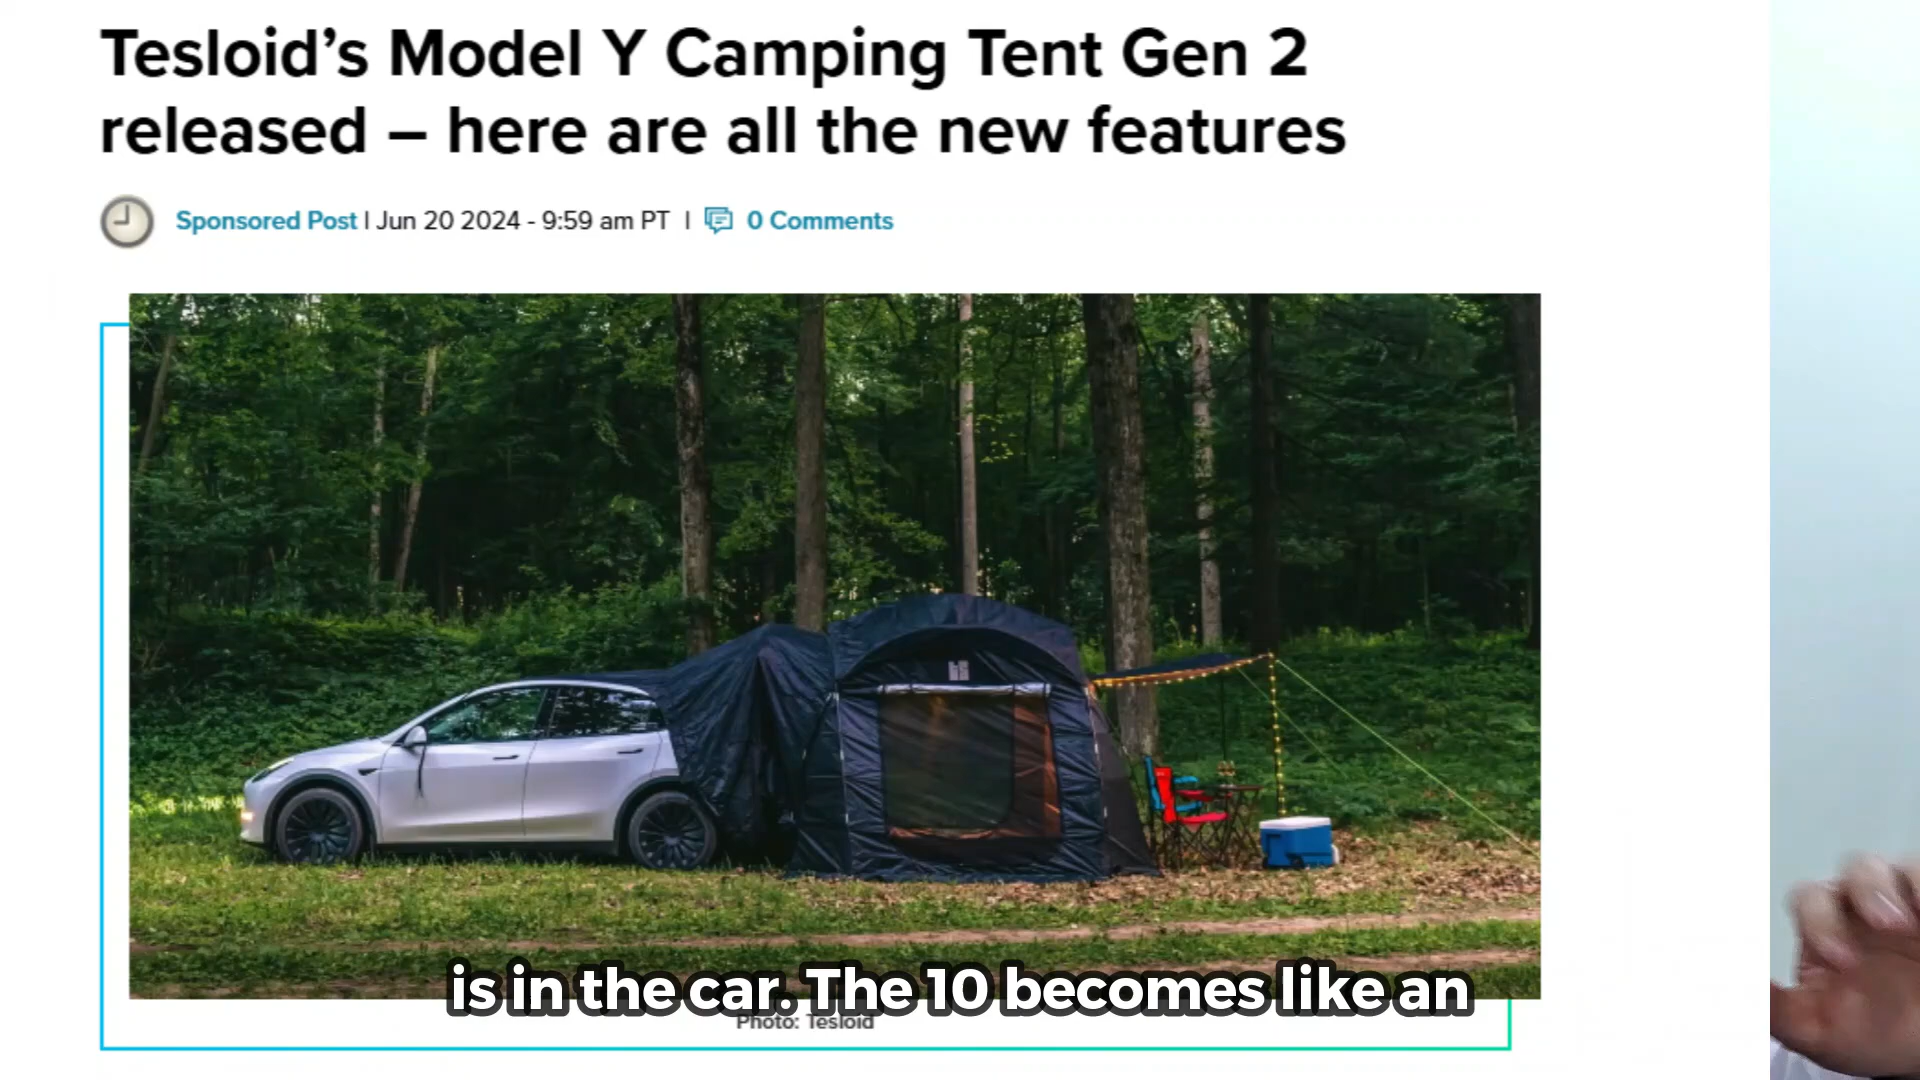 Tesloid’s Model Y Camping Tent Gen 2
released – here are all the new features
Sponsored Post | Jun 20 2024 - 9:59 am PT | 0 Comments
is in the car. The 10 becomes like an
Photo: Tesloid